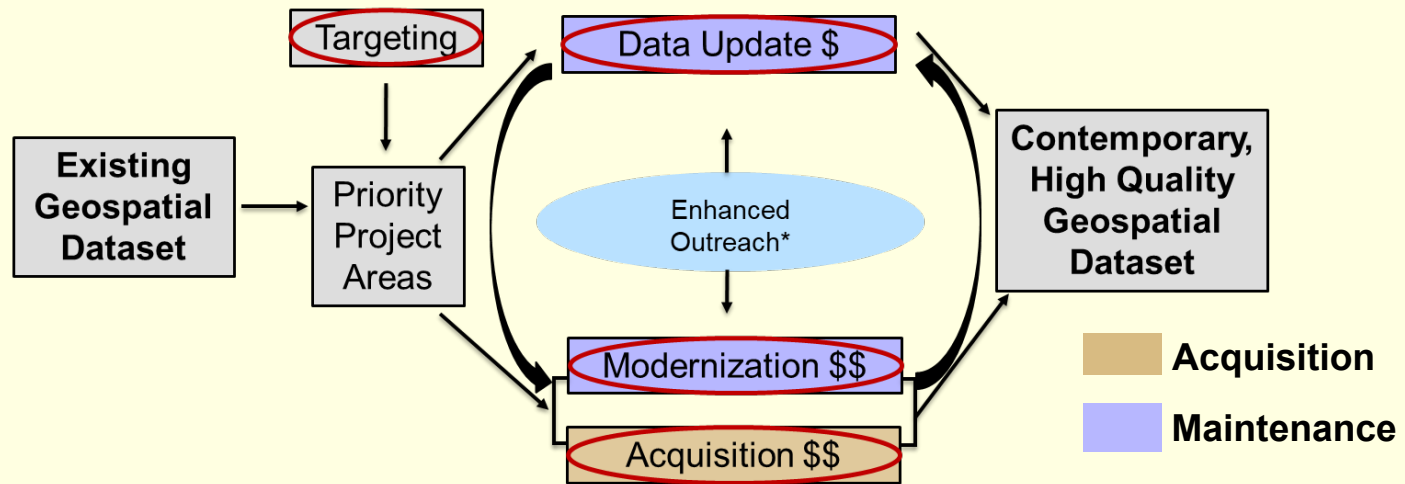 Targeting
Data Update $
Existing
Geospatial
Dataset
Priority
Project
Areas
Enhanced
Outreach*
Contemporary,
High Quality
Geospatial
Dataset
Modernization $$
Acquisition $$
Acquisition
Maintenance